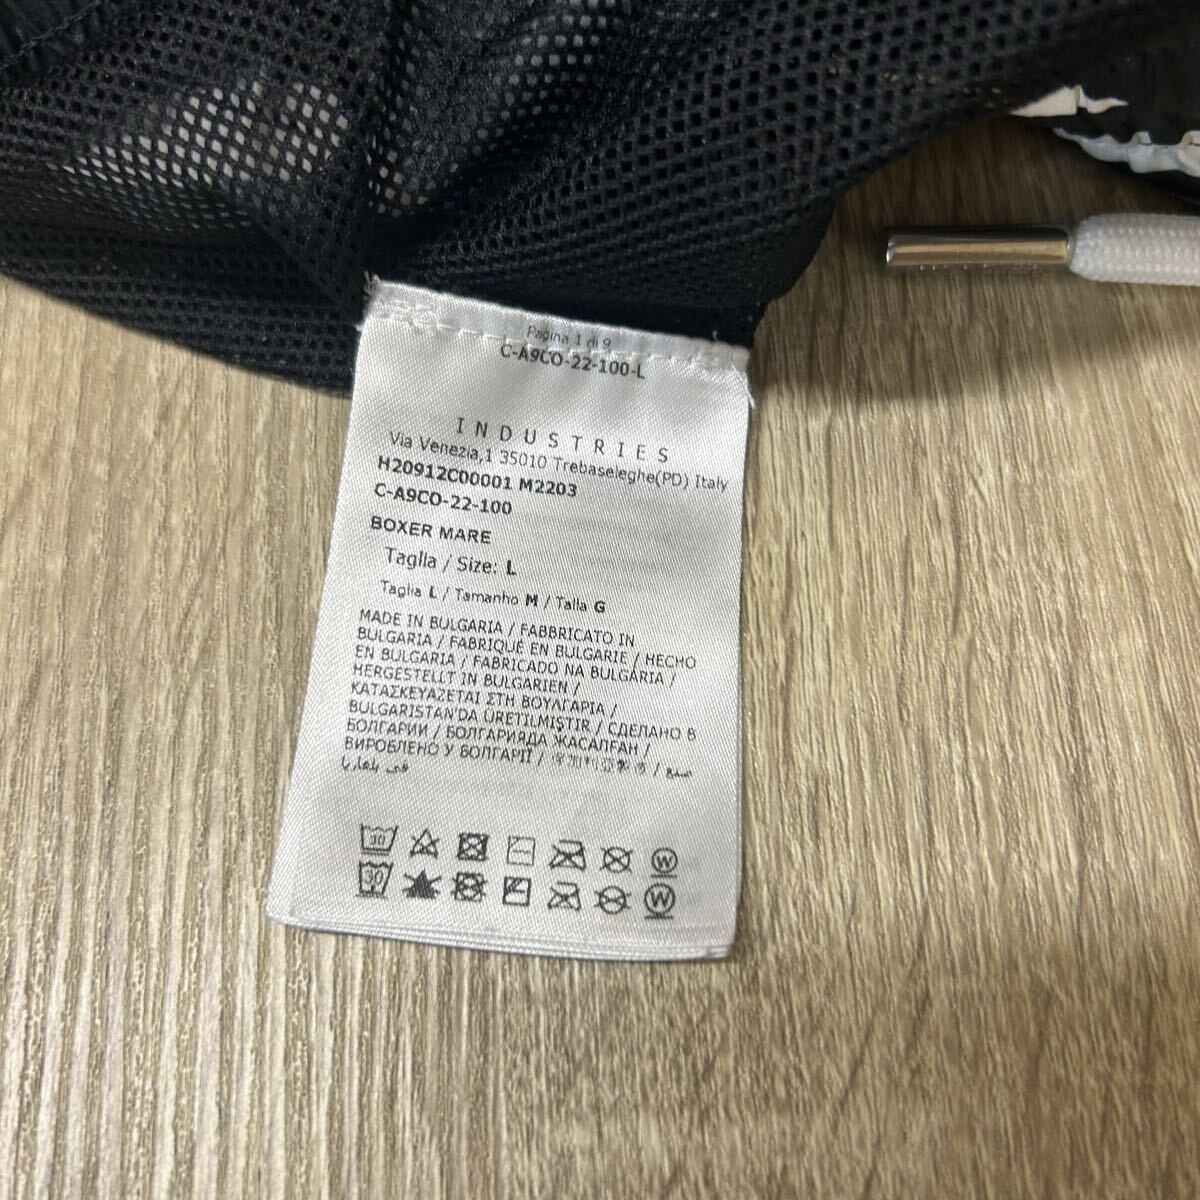 Pagina 1 di 9
C-A9CO-22-100-L
INDUSTRIES
Via Venezia,1 35010 Trebaseleghe(PD) Italy
H20912C00001 M2203
C-A9CO-22-100
BOXER MARE
Taglia / Size: L
Taglia L / Tamanho M / Talla G
MADE IN BULGARIA / FABBRICATO IN
BULGARIA / FABRIQUÉ EN BULGARIE / HECHO
EN BULGARIA / FABRICADO NA BULGÁRIA /
HERGESTELLT IN BULGARIEN /
ΚΑΤΑΣΚΕΥΑΖΕΤΑΙ ΣΤΗ ΒΟΥΛΓΑΡΙΑ /
BULGARISTAN'DA ÜRETILMIŞTIR / СДЕЛАНО В
БОЛГАРИИ / БОЛГАРИЯДА ЖАСАЛҒАН /
ВИРОБЛЕНО У БОЛГАРІЇ / / صنع
في بلغاريا
30
W
30
W